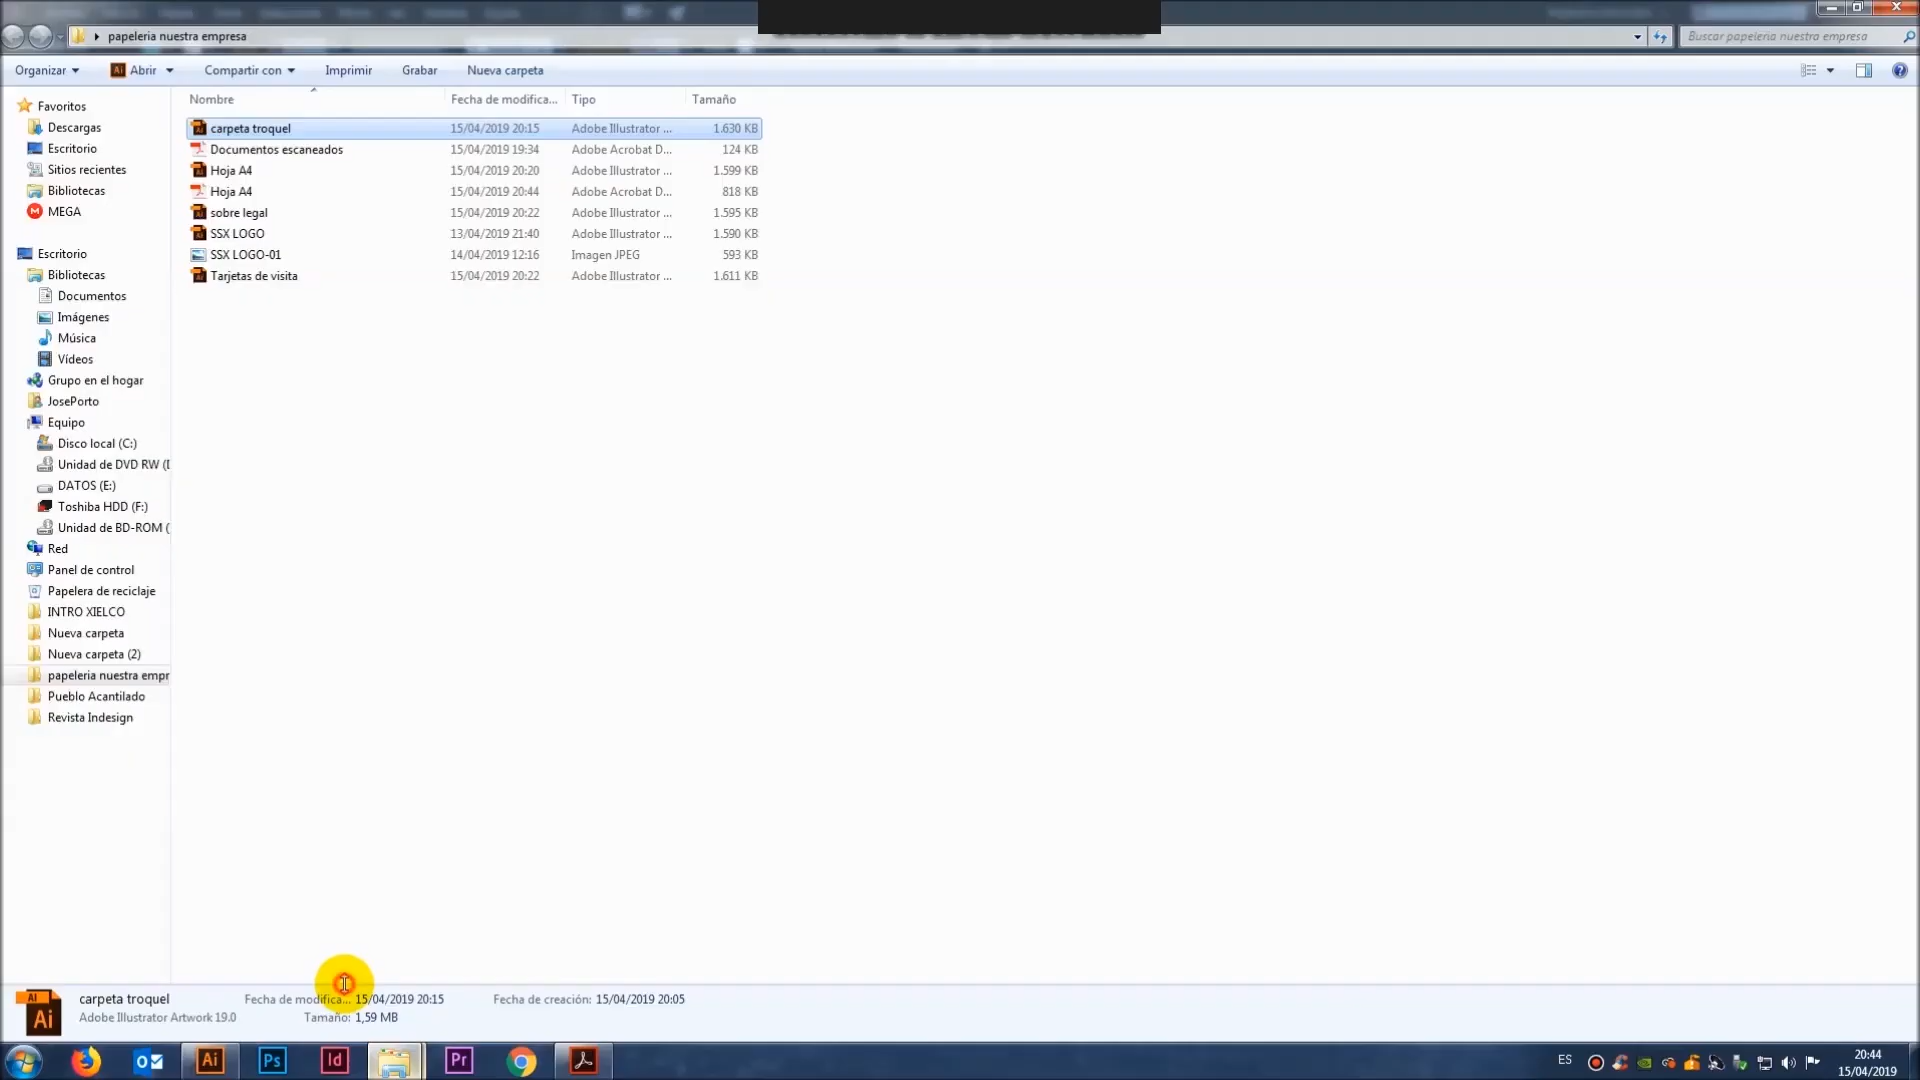 papeleria nuestra empresa
Buscar papeleria nuestra empresa
Organizar Abrir Compartir con Imprimir Grabar Nueva carpeta
Nombre Fecha de modifica... Tipo Tamaño
carpeta troquel 15/04/2019 20:15 Adobe Illustrator ... 1.630 KB
Documentos escaneados 15/04/2019 19:34 Adobe Acrobat D... 124 KB
Hoja A4 15/04/2019 20:20 Adobe Illustrator ... 1.599 KB
Hoja A4 15/04/2019 20:44 Adobe Acrobat D... 818 KB
sobre legal 15/04/2019 20:22 Adobe Illustrator ... 1.595 KB
SSX LOGO 13/04/2019 21:40 Adobe Illustrator ... 1.590 KB
SSX LOGO-01 14/04/2019 12:16 Imagen JPEG 593 KB
Tarjetas de visita 15/04/2019 20:22 Adobe Illustrator ... 1.611 KB
Favoritos
Descargas
Escritorio
Sitios recientes
Bibliotecas
MEGA
Escritorio
Bibliotecas
Documentos
Imágenes
Música
Vídeos
Grupo en el hogar
JosePorto
Equipo
Disco local (C:)
Unidad de DVD RW (
DATOS (E:)
Toshiba HDD (F:)
Unidad de BD-ROM (
Red
Panel de control
Papelera de reciclaje
INTRO XIELCO
Nueva carpeta
Nueva carpeta (2)
papeleria nuestra empr
Pueblo Acantilado
Revista Indesign
carpeta troquel Fecha de modifica... 15/04/2019 20:15 Fecha de creación: 15/04/2019 20:05
Adobe Illustrator Artwork 19.0 Tamaño: 1,59 MB
AI
Ai
Ai Ps Id Pr
ES
20:44
15/04/2019